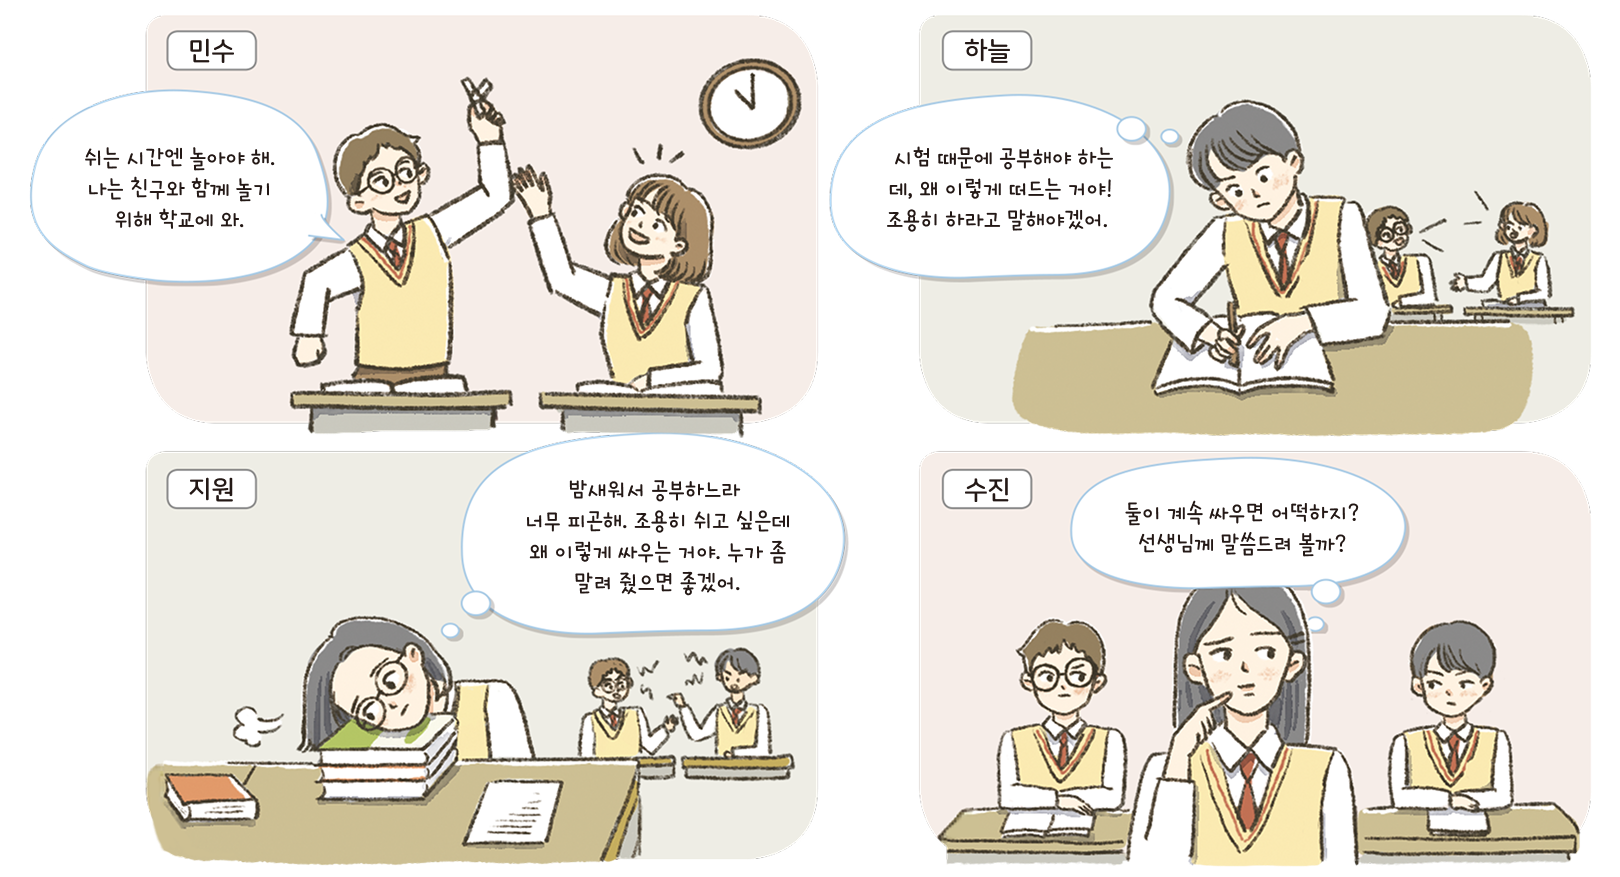 민수
쉬는 시간엔 놀아야 해.
나는 친구와 함께 놀기
위해 학교에 와.
하늘
시험 때문에 공부해야 하는
데, 왜 이렇게 떠드는 거야!
조용히 하라고 말해야겠어.
지원
밤새워서 공부하느라
너무 피곤해. 조용히 쉬고 싶은데
왜 이렇게 싸우는 거야. 누가 좀
말려 줬으면 좋겠어.
수진
둘이 계속 싸우면 어떡하지?
선생님께 말씀드려 볼까?